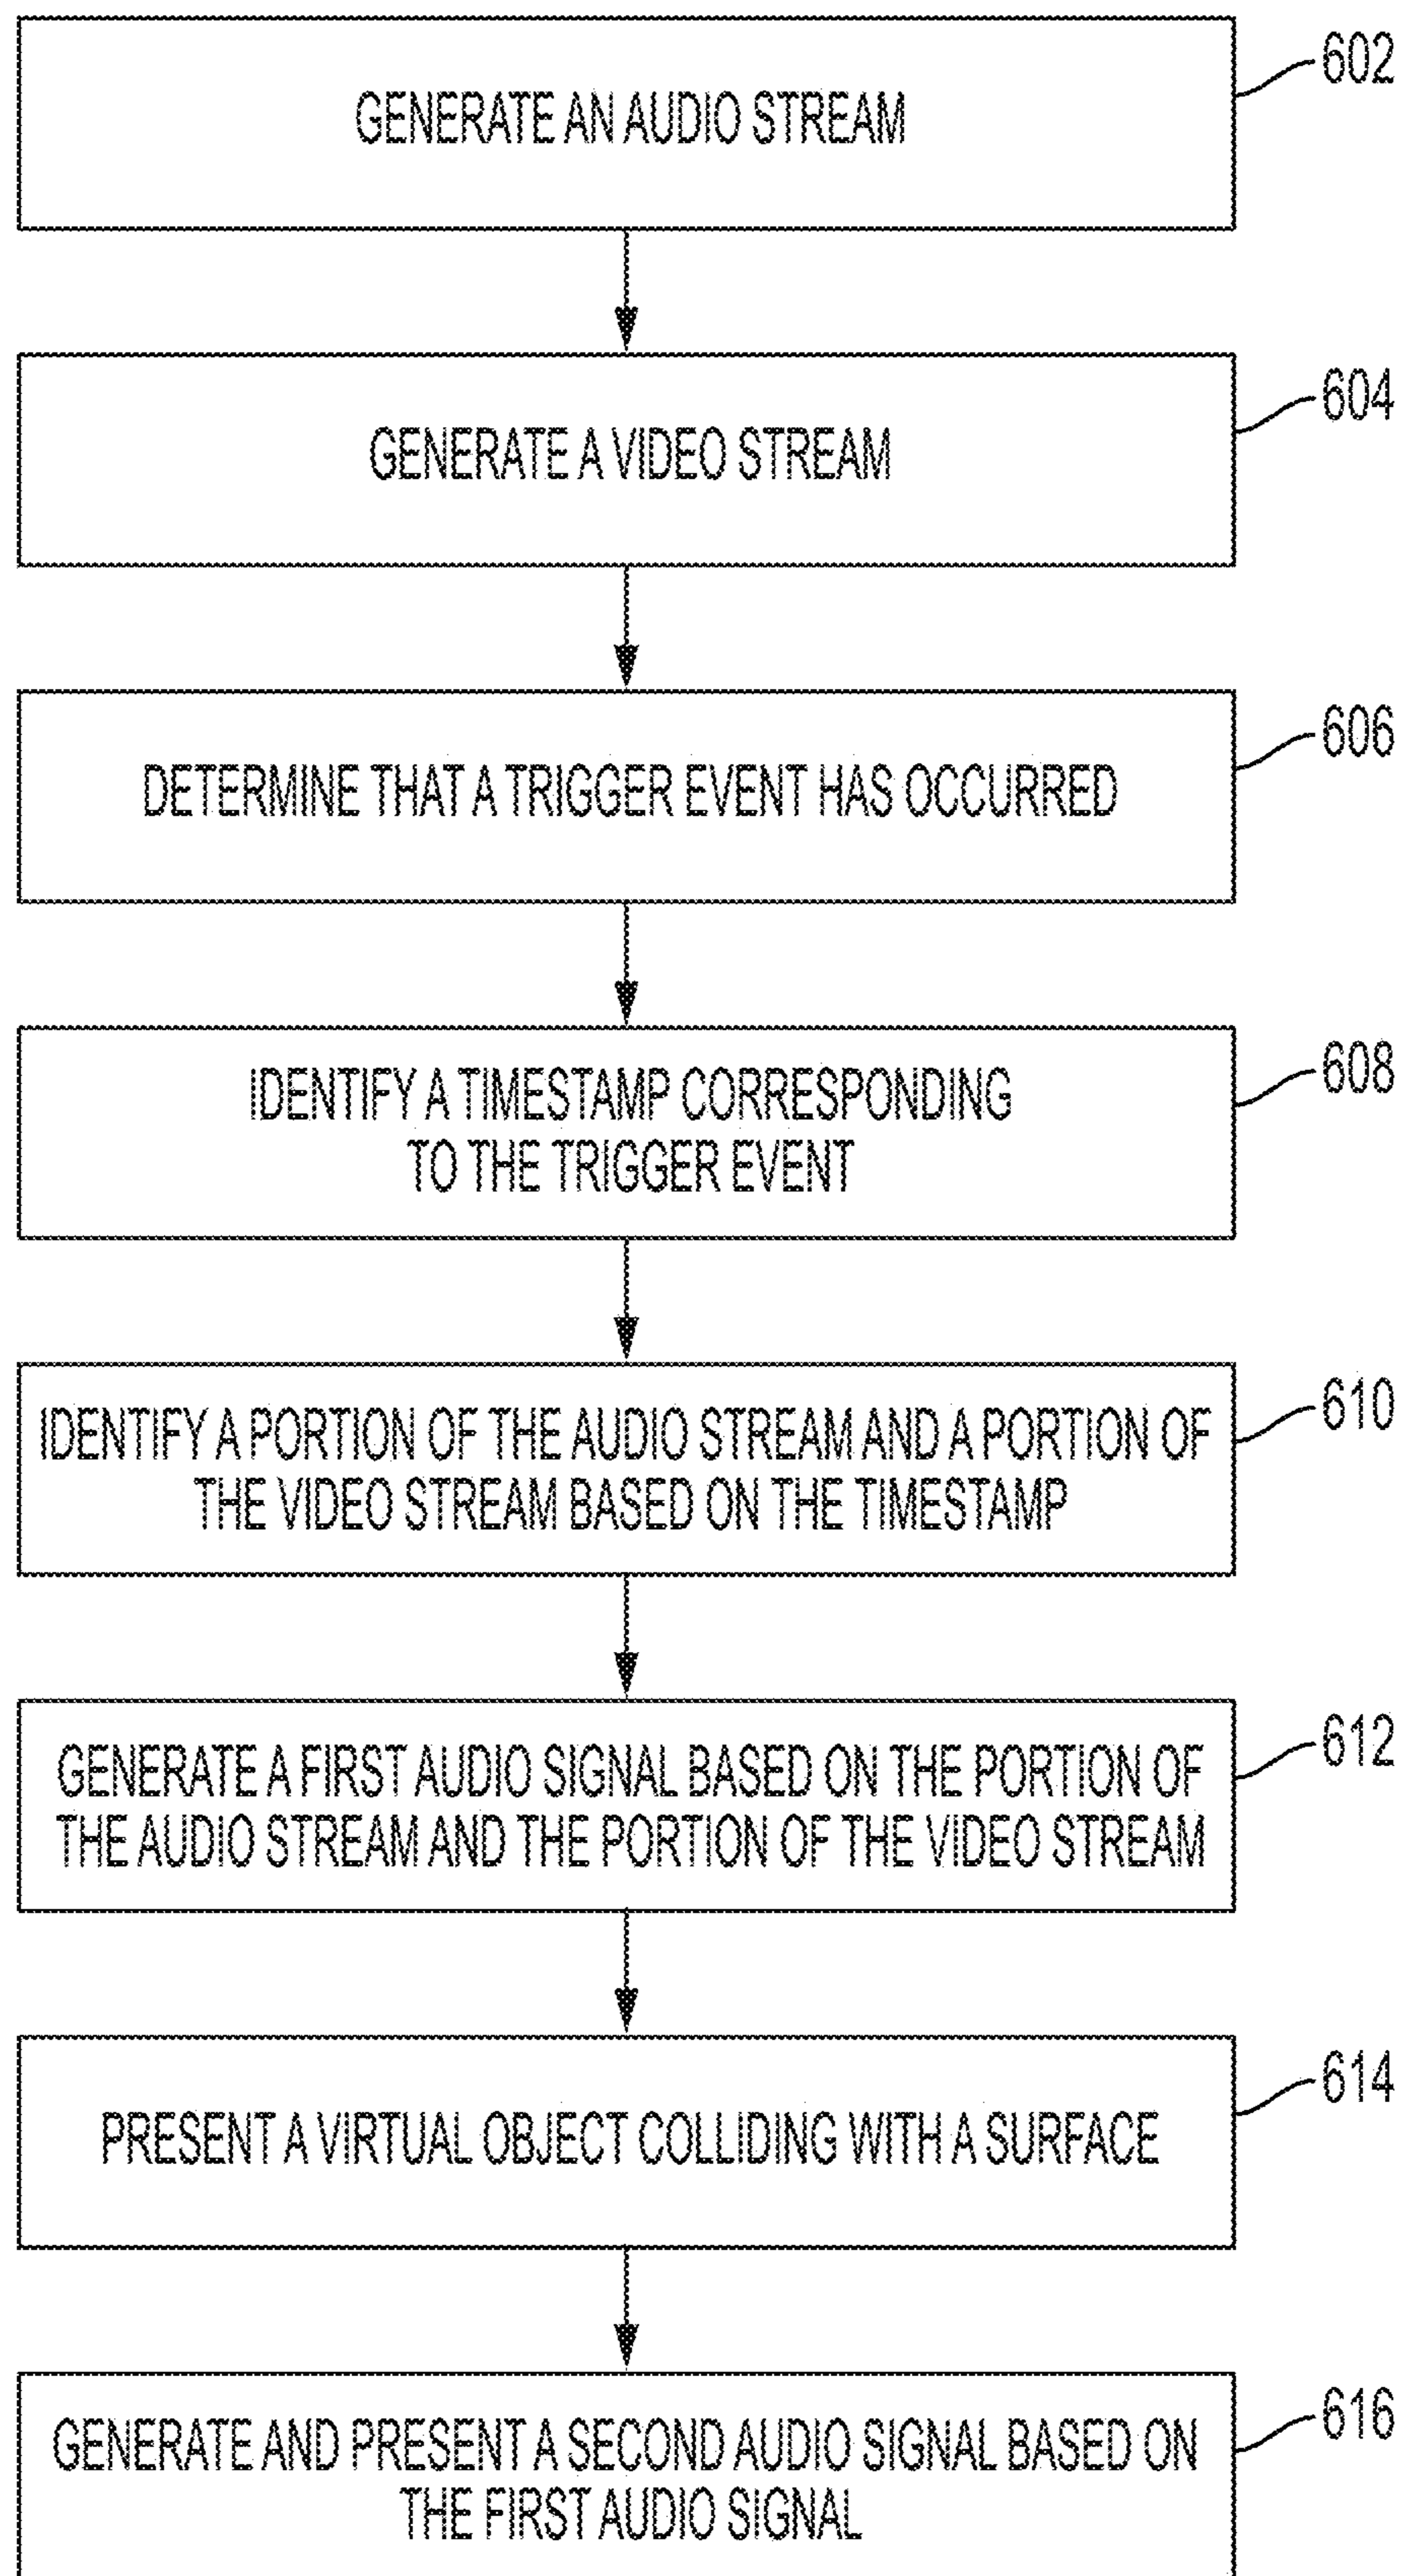 GENERATE AN AUDIO STREAM
602
GENERATE A VIDEO STREAM
604
DETERMINE THAT A TRIGGER EVENT HAS OCCURRED
606
IDENTIFY A TIMESTAMP CORRESPONDING
TO THE TRIGGER EVENT
608
IDENTIFY A PORTION OF THE AUDIO STREAM AND A PORTION OF
THE VIDEO STREAM BASED ON THE TIMESTAMP
610
GENERATE A FIRST AUDIO SIGNAL BASED ON THE PORTION OF
THE AUDIO STREAM AND THE PORTION OF THE VIDEO STREAM
612
PRESENT A VIRTUAL OBJECT COLLIDING WITH A SURFACE
614
GENERATE AND PRESENT A SECOND AUDIO SIGNAL BASED ON
THE FIRST AUDIO SIGNAL
616